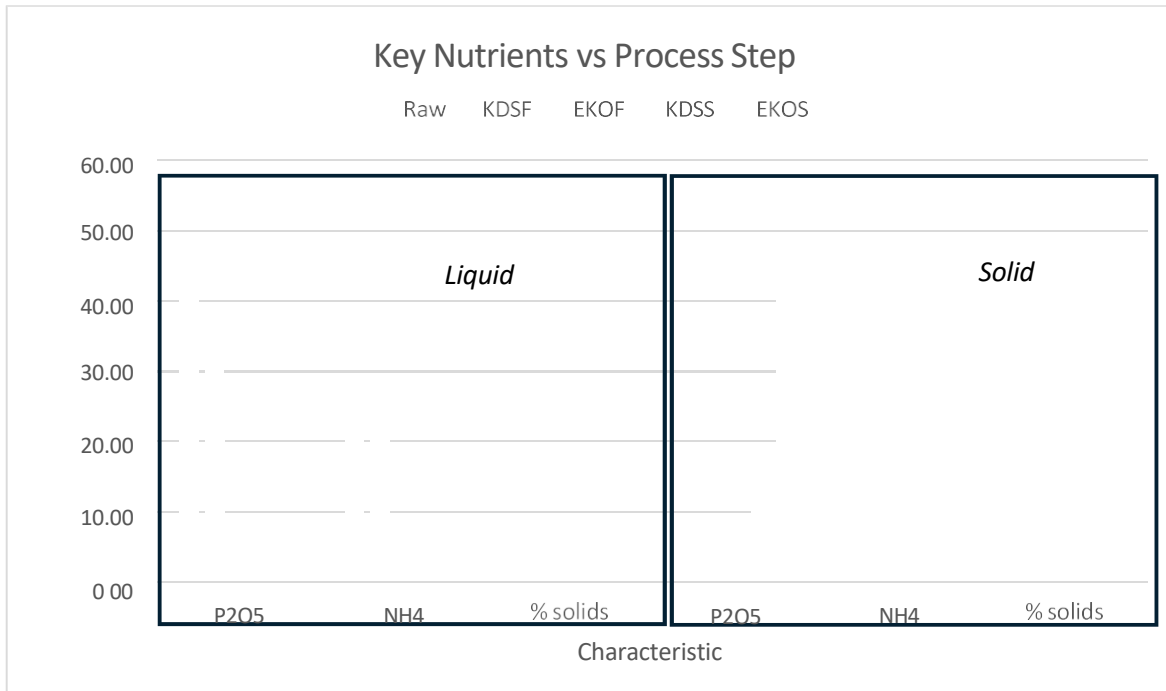 Key Nutrients vs Process Step
Raw KDSF EKOF KDSS EKOS
60.00
50.00
Liquid Solid
40.00
30.00
20.00
10.00
0 00
P2O5 NH4 % solids P2O5 NH4 % solids
Characteristic